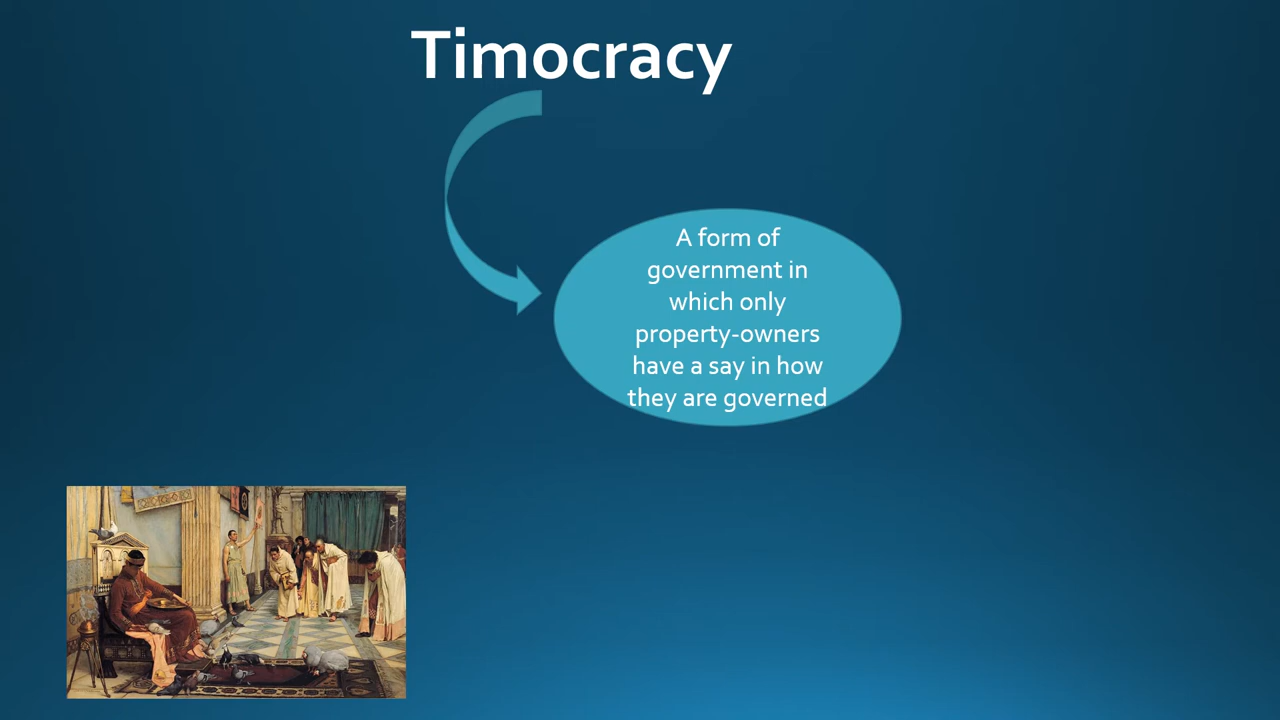 Timocracy
A form of
government in
which only
property-owners
have a say in how
they are governed